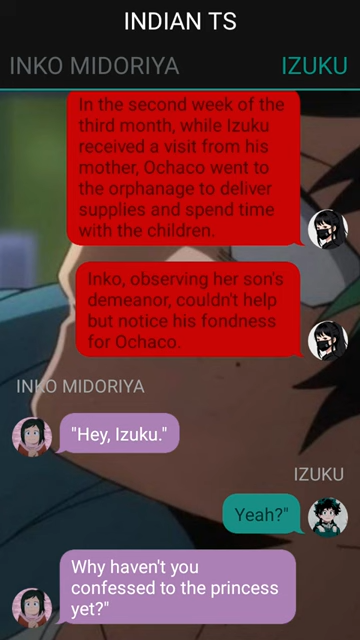 INDIAN TS
INKO MIDORIYA IZUKU
In the second week of the
third month, while Izuku
received a visit from his
mother, Ochaco went to
the orphanage to deliver
supplies and spend time
with the children.
Inko, observing her son's
demeanor, couldn't help
but notice his fondness
for Ochaco.
INKO MIDORIYA
"Hey, Izuku."
IZUKU
Yeah?"
Why haven't you
confessed to the princess
yet?"